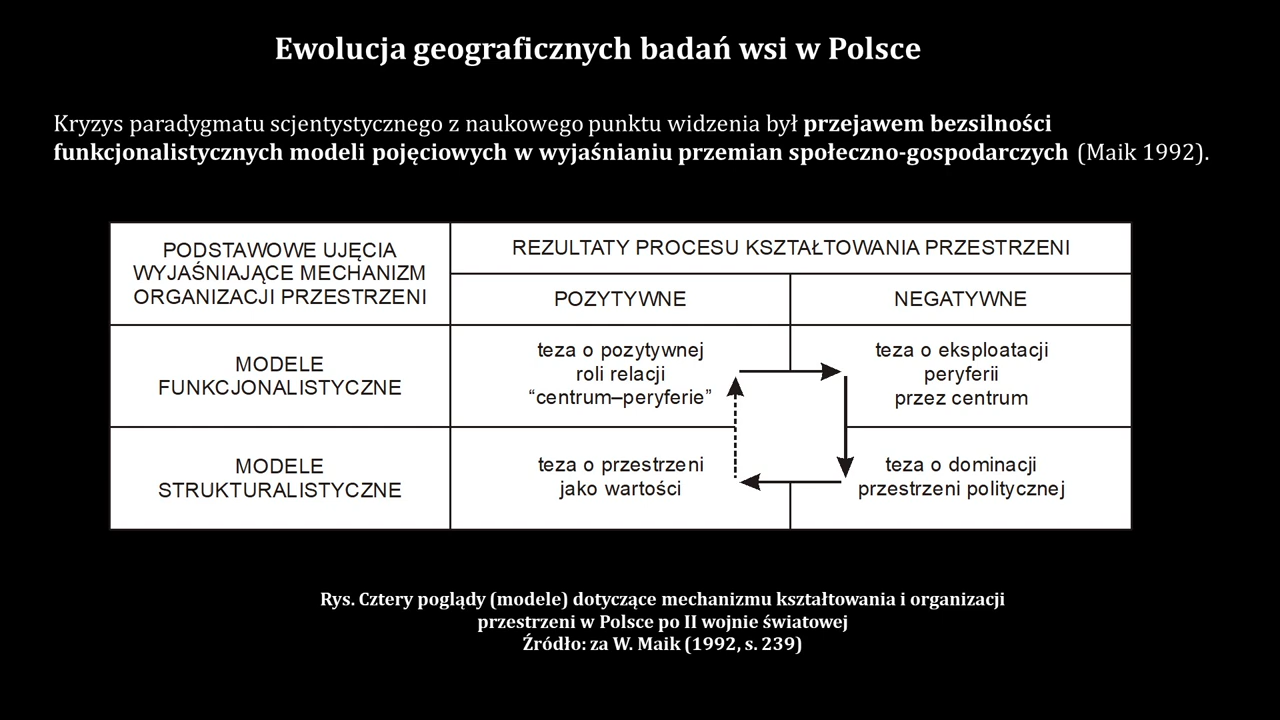 Ewolucja geograficznych badań wsi w Polsce
Kryzys paradygmatu scjentystycznego z naukowego punktu widzenia był przejawem bezsilności
funkcjonalistycznych modeli pojęciowych w wyjaśnianiu przemian społeczno-gospodarczych (Maik 1992).
PODSTAWOWE UJĘCIA
WYJAŚNIAJĄCE MECHANIZM
ORGANIZACJI PRZESTRZENI
REZULTATY PROCESU KSZTAŁTOWANIA PRZESTRZENI
POZYTYWNE
NEGATYWNE
MODELE
FUNKCJONALISTYCZNE
teza o pozytywnej
roli relacji
“centrum–peryferie”
teza o eksploatacji
peryferii
przez centrum
MODELE
STRUKTURALISTYCZNE
teza o przestrzeni
jako wartości
teza o dominacji
przestrzeni politycznej
Rys. Cztery poglądy (modele) dotyczące mechanizmu kształtowania i organizacji
przestrzeni w Polsce po II wojnie światowej
Źródło: za W. Maik (1992, s. 239)